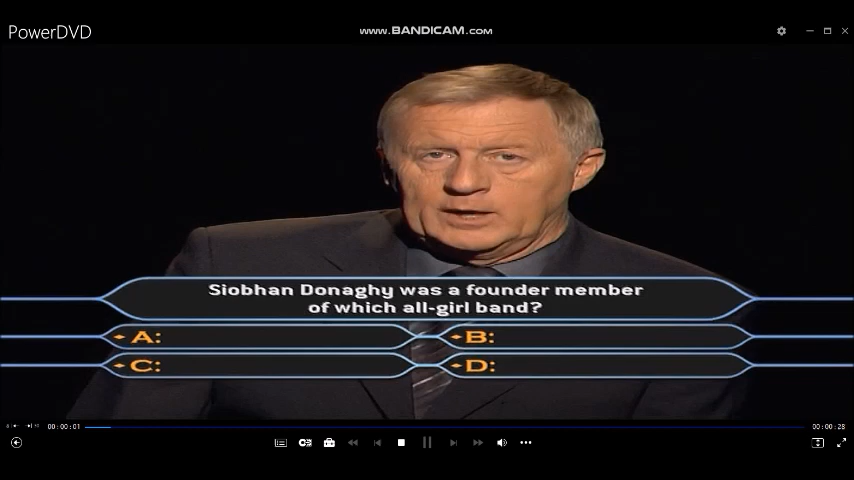 PowerDVD
www.BANDICAM.com
Siobhan Donaghy was a founder member
of which all-girl band?
A:
B:
C:
D:
00:00:01
00:00:28